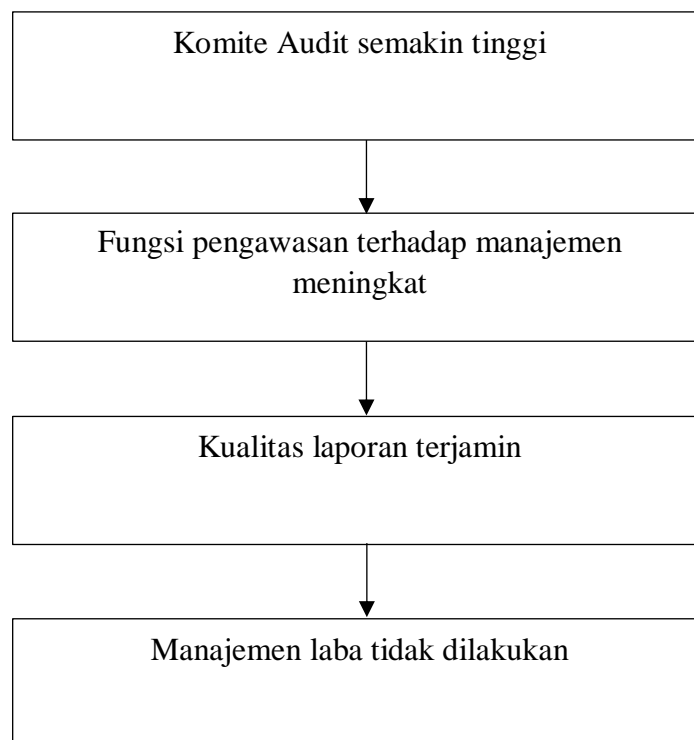 Komite Audit semakin tinggi
Fungsi pengawasan terhadap manajemen
meningkat
Kualitas laporan terjamin
Manajemen laba tidak dilakukan